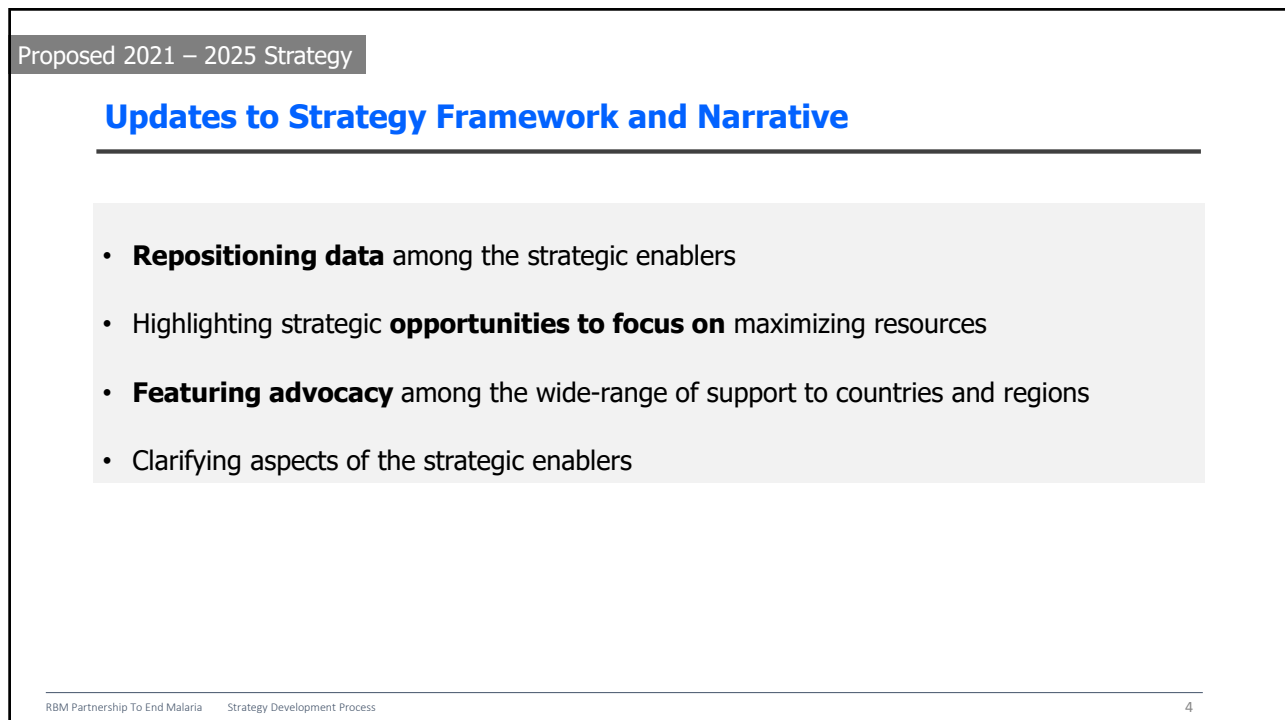 Proposed 2021 – 2025 Strategy
Updates to Strategy Framework and Narrative
• Repositioning data among the strategic enablers
• Highlighting strategic opportunities to focus on maximizing resources
• Featuring advocacy among the wide-range of support to countries and regions
• Clarifying aspects of the strategic enablers
RBM Partnership To End Malaria Strategy Development Process 4